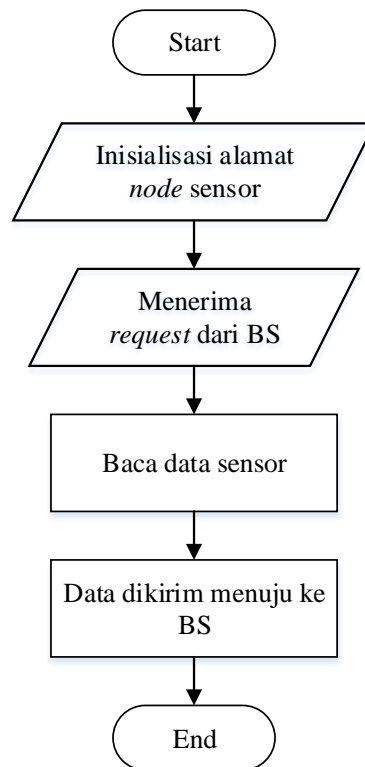 Start
Inisialisasi alamat
node sensor
Menerima
request dari BS
Baca data sensor
Data dikirim menuju ke
BS
End